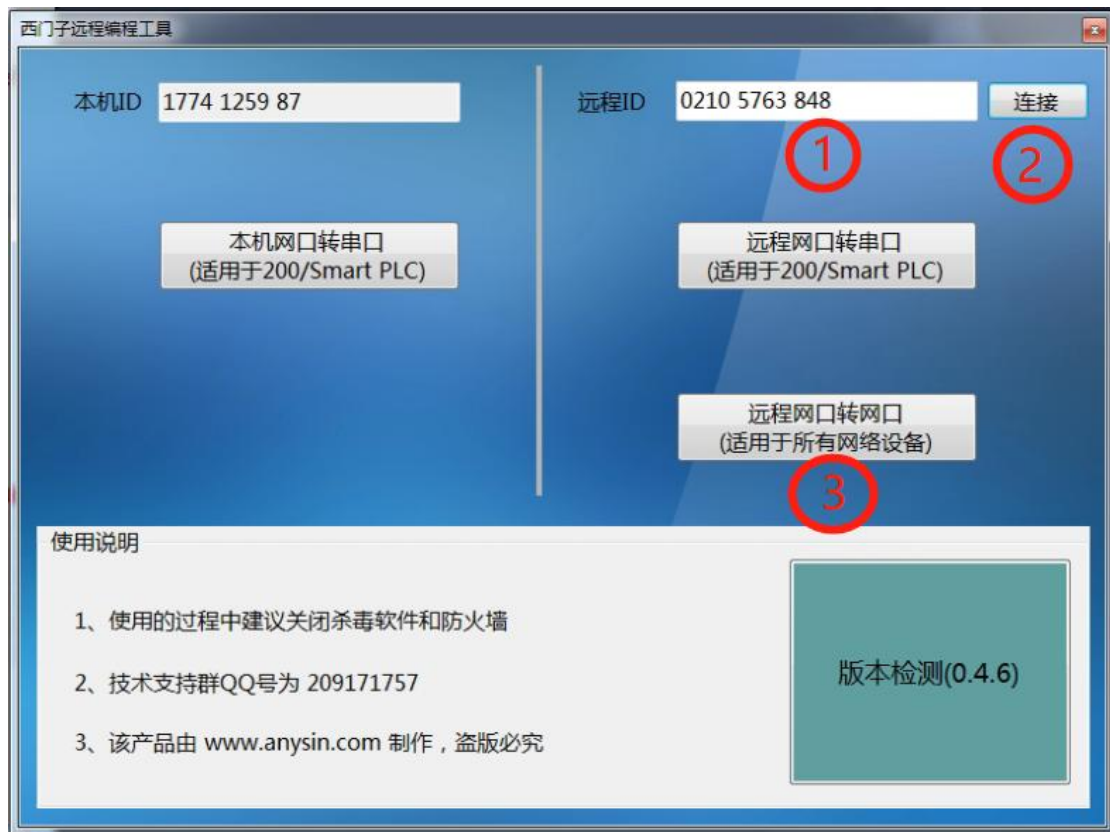 西门子远程编程工具
本机ID 1774 1259 87
远程ID 0210 5763 848 连接
① ②
本机网口转串口
(适用于200/Smart PLC)
远程网口转串口
(适用于200/Smart PLC)
远程网口转网口
(适用于所有网络设备)
③
使用说明
1、使用的过程中建议关闭杀毒软件和防火墙
2、技术支持群QQ号为 209171757
3、该产品由 www.anysin.com 制作，盗版必究
版本检测(0.4.6)